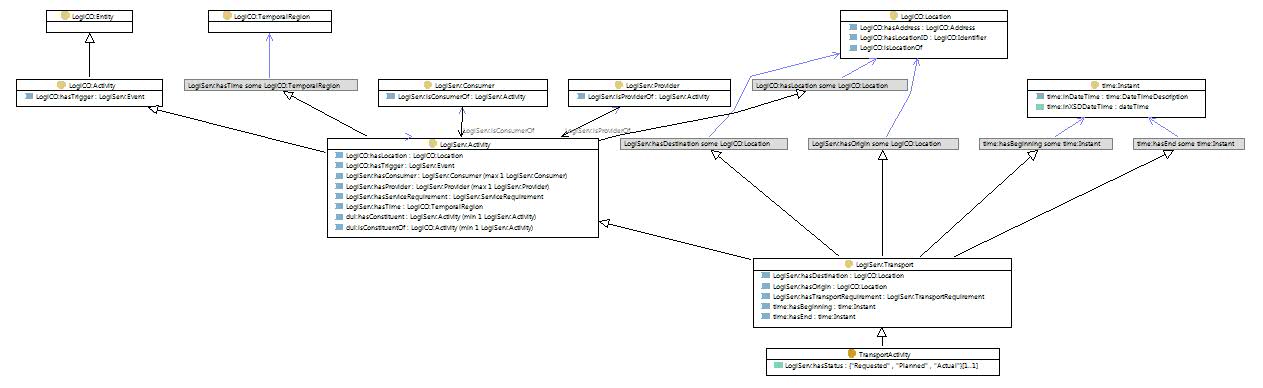 LogiCO:Entity
LogiCO:TemporalRegion
LogiCO:Location
LogiCO:hasAddress : LogiCO:Address
LogiCO:hasLocationID : LogiCO:Identifier
LogiCO:isLocationOf
LogiCO:Activity
LogiCO:hasTrigger : LogiServ:Event
LogiServ:hasTime some LogiCO:TemporalRegion
LogiServ:Consumer
LogiServ:isConsumerOf : LogiServ:Activity
LogiServ:Provider
LogiServ:isProviderOf : LogiServ:Activity
LogiCO:hasLocation some LogiCO:Location
time:Instant
time:inDateTime : time:DateTimeDescription
time:inXSDDateTime : dateTime
LogiServ:isConsumerOf
LogiServ:isProviderOf
LogiServ:hasDestination some LogiCO:Location
LogiServ:hasOrigin some LogiCO:Location
time:hasBeginning some time:Instant
time:hasEnd some time:Instant
LogiServ:Activity
LogiCO:hasLocation : LogiCO:Location
LogiCO:hasTrigger : LogiServ:Event
LogiServ:hasConsumer : LogiServ:Consumer (max 1 LogiServ:Consumer)
LogiServ:hasProvider : LogiServ:Provider (max 1 LogiServ:Provider)
LogiServ:hasServiceRequirement : LogiServ:ServiceRequirement
LogiServ:hasTime : LogiCO:TemporalRegion
dul:hasConstituent : LogiServ:Activity (min 1 LogiServ:Activity)
dul:isConstituentOf : LogiCO:Activity (min 1 LogiServ:Activity)
LogiServ:Transport
LogiServ:hasDestination : LogiCO:Location
LogiServ:hasOrigin : LogiCO:Location
LogiServ:hasTransportRequirement : LogiServ:TransportRequirement
time:hasBeginning : time:Instant
time:hasEnd : time:Instant
TransportActivity
LogiServ:hasStatus : {"Requested" , "Planned" , "Actual"}[1..1]